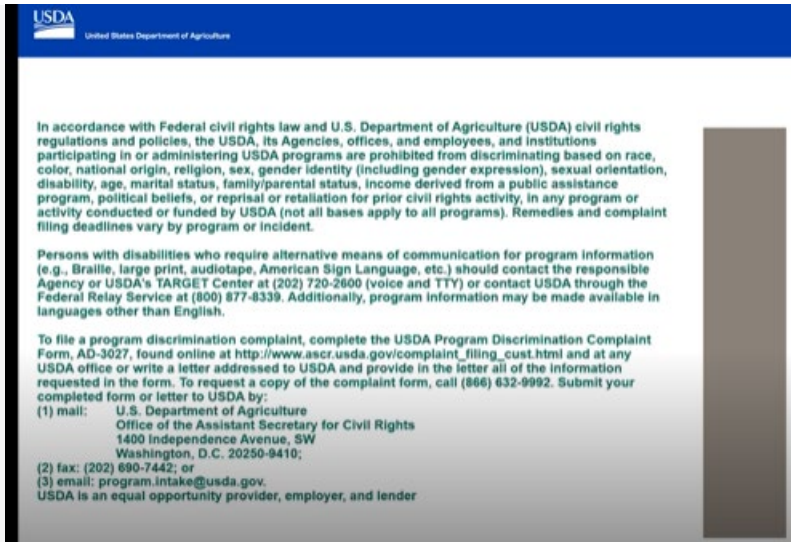 USDA
United States Department of Agriculture
In accordance with Federal civil rights law and U.S. Department of Agriculture (USDA) civil rights
regulations and policies, the USDA, its Agencies, offices, and employees, and institutions
participating in or administering USDA programs are prohibited from discriminating based on race,
color, national origin, religion, sex, gender identity (including gender expression), sexual orientation,
disability, age, marital status, family/parental status, income derived from a public assistance
program, political beliefs, or reprisal or retaliation for prior civil rights activity, in any program or
activity conducted or funded by USDA (not all bases apply to all programs). Remedies and complaint
filing deadlines vary by program or incident.
Persons with disabilities who require alternative means of communication for program information
(e.g., Braille, large print, audiotape, American Sign Language, etc.) should contact the responsible
Agency or USDA's TARGET Center at (202) 720-2600 (voice and TTY) or contact USDA through the
Federal Relay Service at (800) 877-8339. Additionally, program information may be made available in
languages other than English.
To file a program discrimination complaint, complete the USDA Program Discrimination Complaint
Form, AD-3027, found online at http://www.ascr.usda.gov/complaint_filing_cust.html and at any
USDA office or write a letter addressed to USDA and provide in the letter all of the information
requested in the form. To request a copy of the complaint form, call (866) 632-9992. Submit your
completed form or letter to USDA by:
(1) mail: U.S. Department of Agriculture
Office of the Assistant Secretary for Civil Rights
1400 Independence Avenue, SW
Washington, D.C. 20250-9410;
(2) fax: (202) 690-7442; or
(3) email: program.intake@usda.gov.
USDA is an equal opportunity provider, employer, and lender